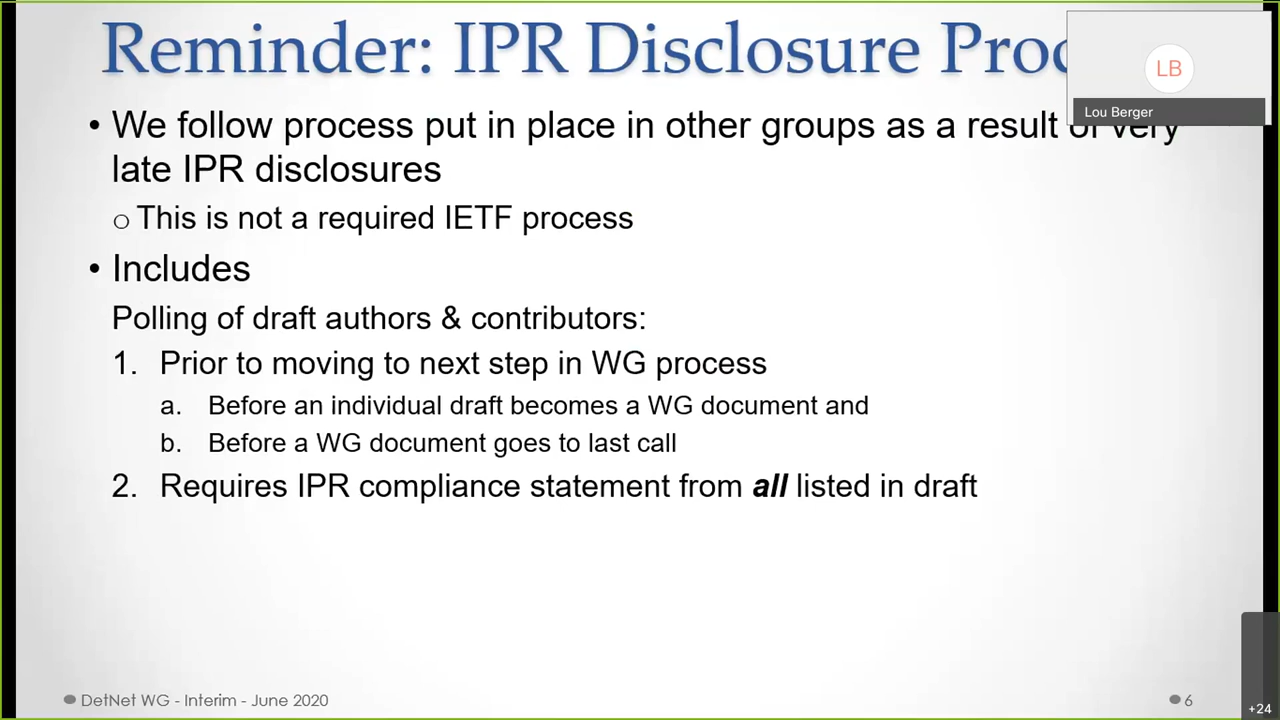 Reminder: IPR Disclosure Proc
LB
Lou Berger
• We follow process put in place in other groups as a result of very
late IPR disclosures
o This is not a required IETF process
• Includes
Polling of draft authors & contributors:
1. Prior to moving to next step in WG process
a. Before an individual draft becomes a WG document and
b. Before a WG document goes to last call
2. Requires IPR compliance statement from all listed in draft
DetNet WG - Interim - June 2020
6
+24